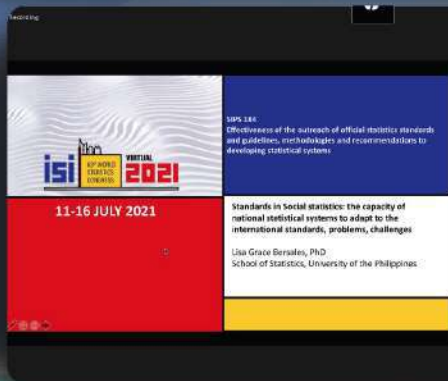 Recording
isi
63rd WORLD
STATISTICS
CONGRESS
VIRTUAL
2021
11-16 JULY 2021
SIPS 184
Effectiveness of the outreach of official statistics standards
and guidelines, methodologies and recommendations to
developing statistical systems
Standards in Social statistics: the capacity of
national statistical systems to adapt to the
international standards, problems, challenges
Lisa Grace Bersales, PhD
School of Statistics, University of the Philippines